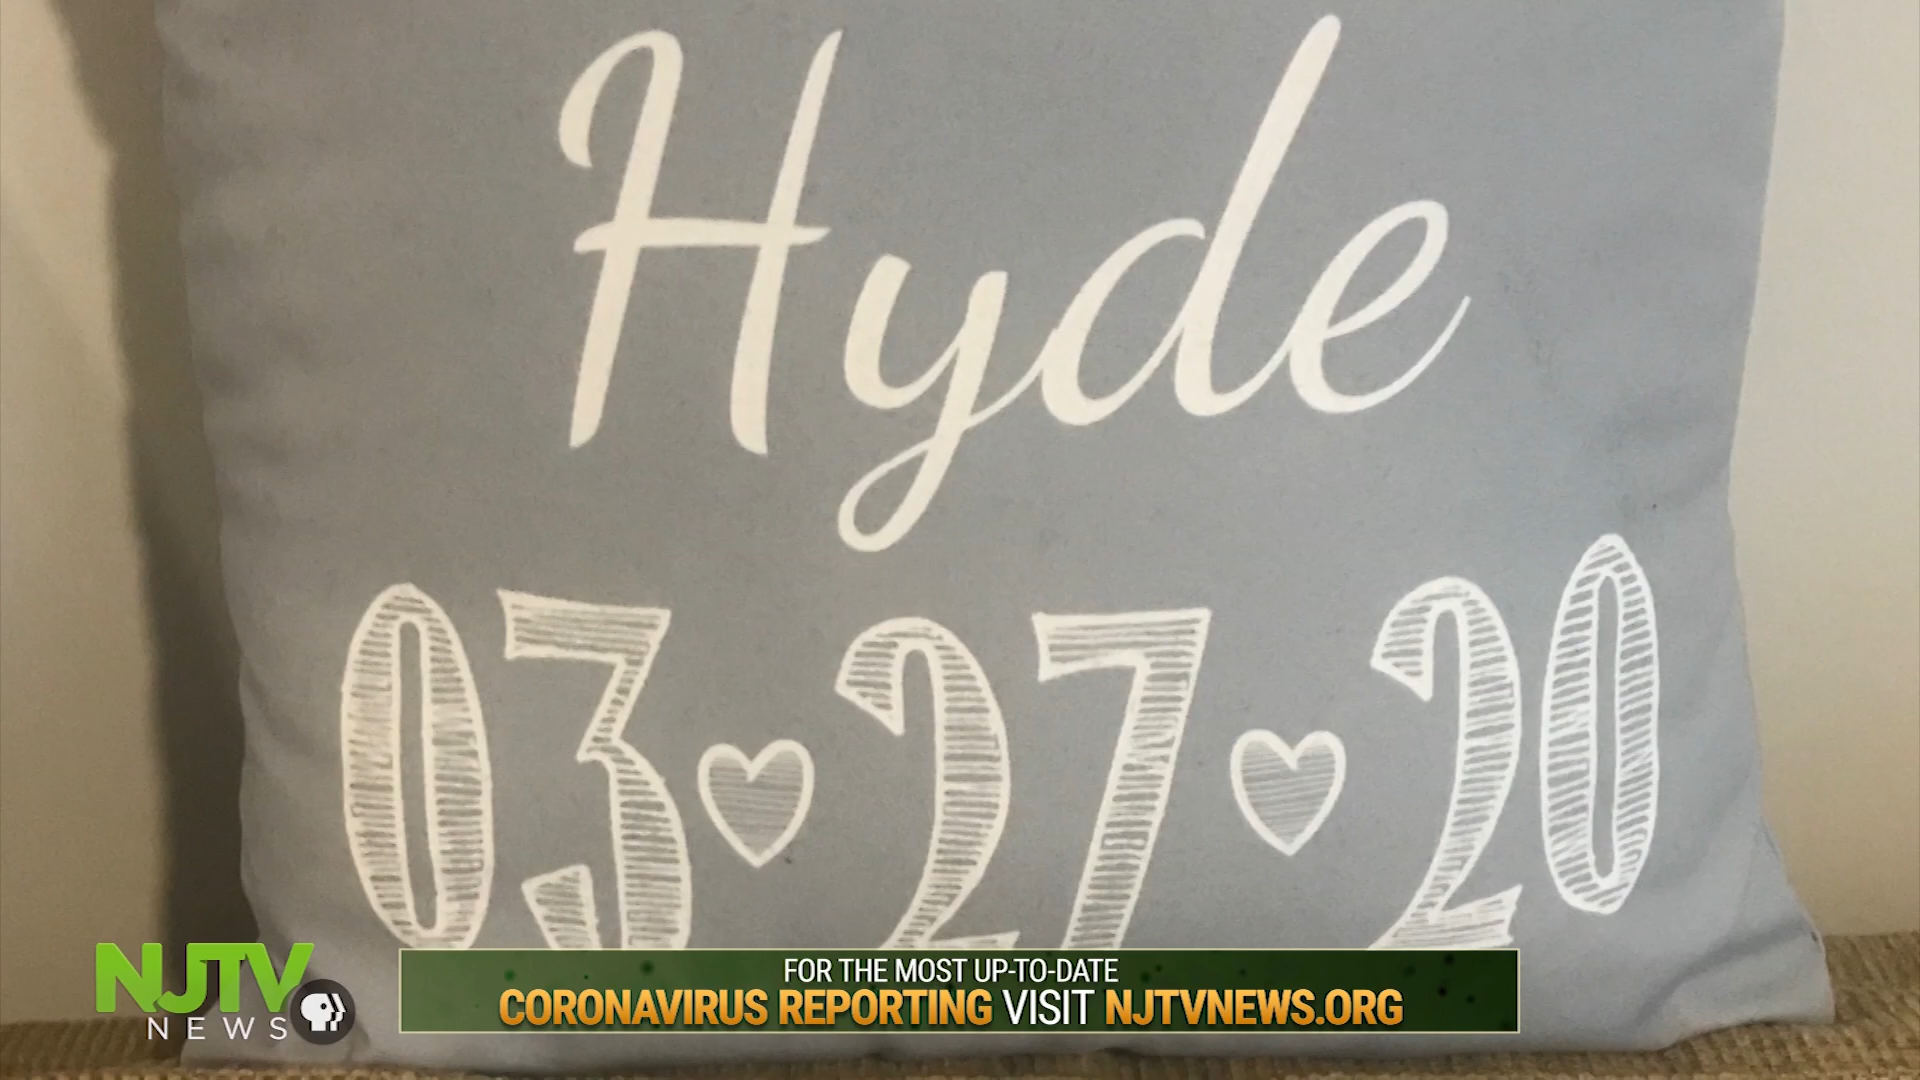 Hyde
03♥27♥20
NJTV
NEWS
FOR THE MOST UP-TO-DATE
CORONAVIRUS REPORTING VISIT NJTVNEWS.ORG